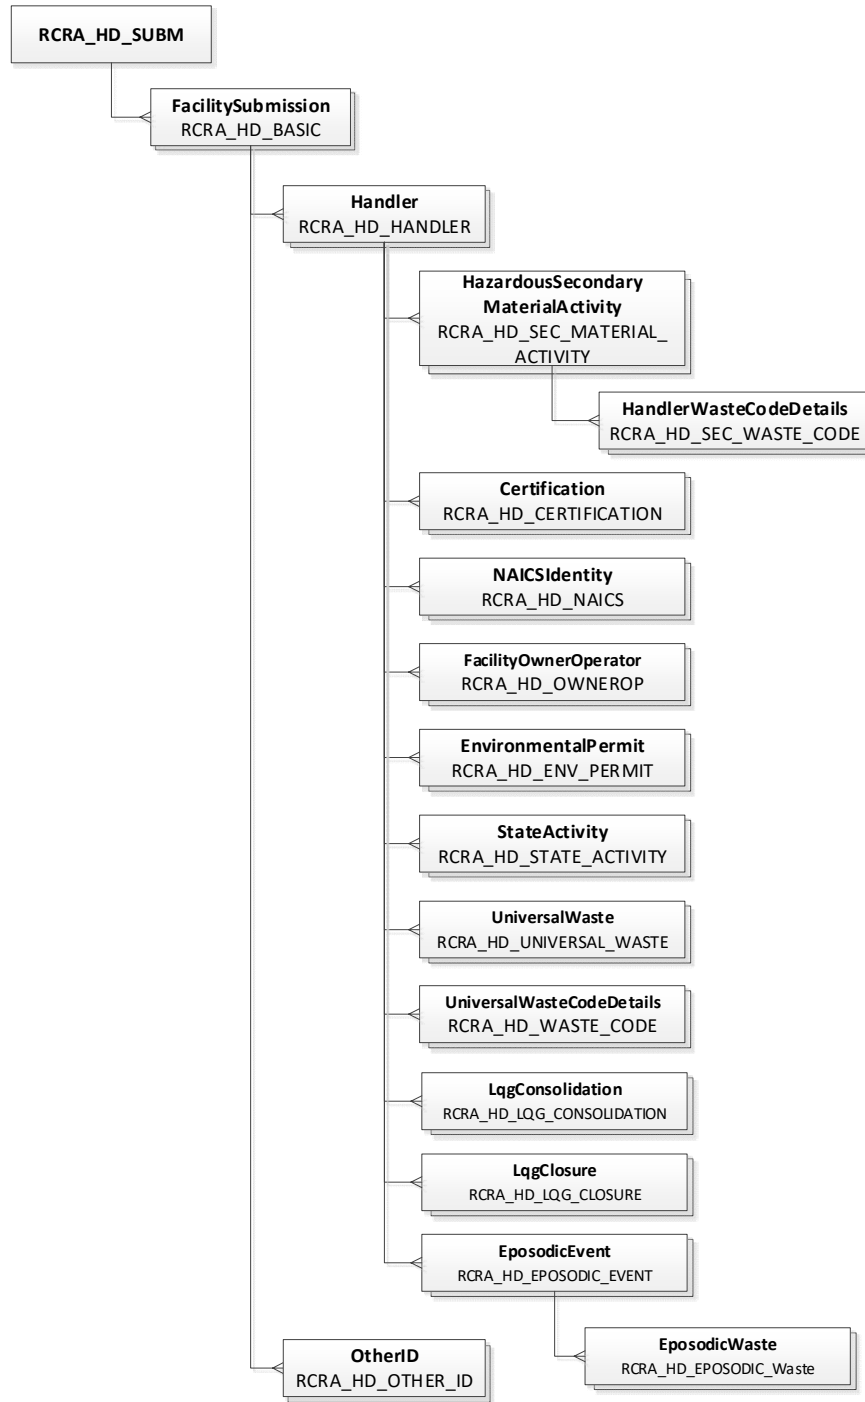 RCRA_HD_SUBM
FacilitySubmission
RCRA_HD_BASIC
Handler
RCRA_HD_HANDLER
HazardousSecondary
MaterialActivity
RCRA_HD_SEC_MATERIAL_
ACTIVITY
HandlerWasteCodeDetails
RCRA_HD_SEC_WASTE_CODE
Certification
RCRA_HD_CERTIFICATION
NAICSIdentity
RCRA_HD_NAICS
FacilityOwnerOperator
RCRA_HD_OWNEROP
EnvironmentalPermit
RCRA_HD_ENV_PERMIT
StateActivity
RCRA_HD_STATE_ACTIVITY
UniversalWaste
RCRA_HD_UNIVERSAL_WASTE
UniversalWasteCodeDetails
RCRA_HD_WASTE_CODE
LqgConsolidation
RCRA_HD_LQG_CONSOLIDATION
LqgClosure
RCRA_HD_LQG_CLOSURE
EposodicEvent
RCRA_HD_EPOSODIC_EVENT
EposodicWaste
RCRA_HD_EPOSODIC_Waste
OtherID
RCRA_HD_OTHER_ID